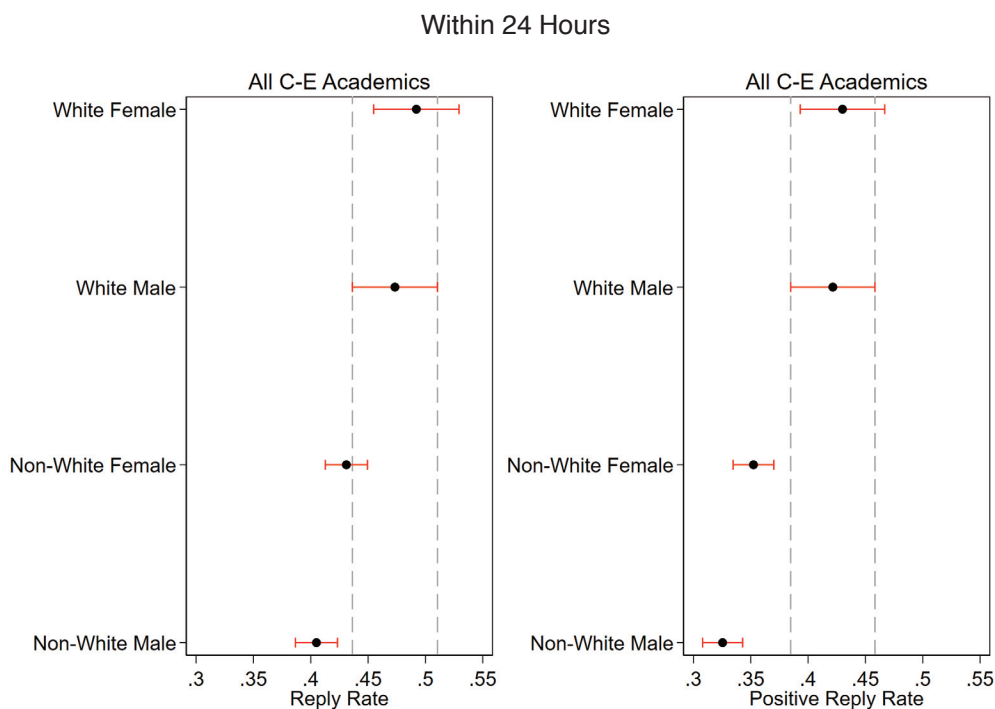 Within 24 Hours
All C-E Academics
White Female
White Male
Non-White Female
Non-White Male
.3 .35 .4 .45 .5 .55
Reply Rate
All C-E Academics
White Female
White Male
Non-White Female
Non-White Male
.3 .35 .4 .45 .5 .55
Positive Reply Rate